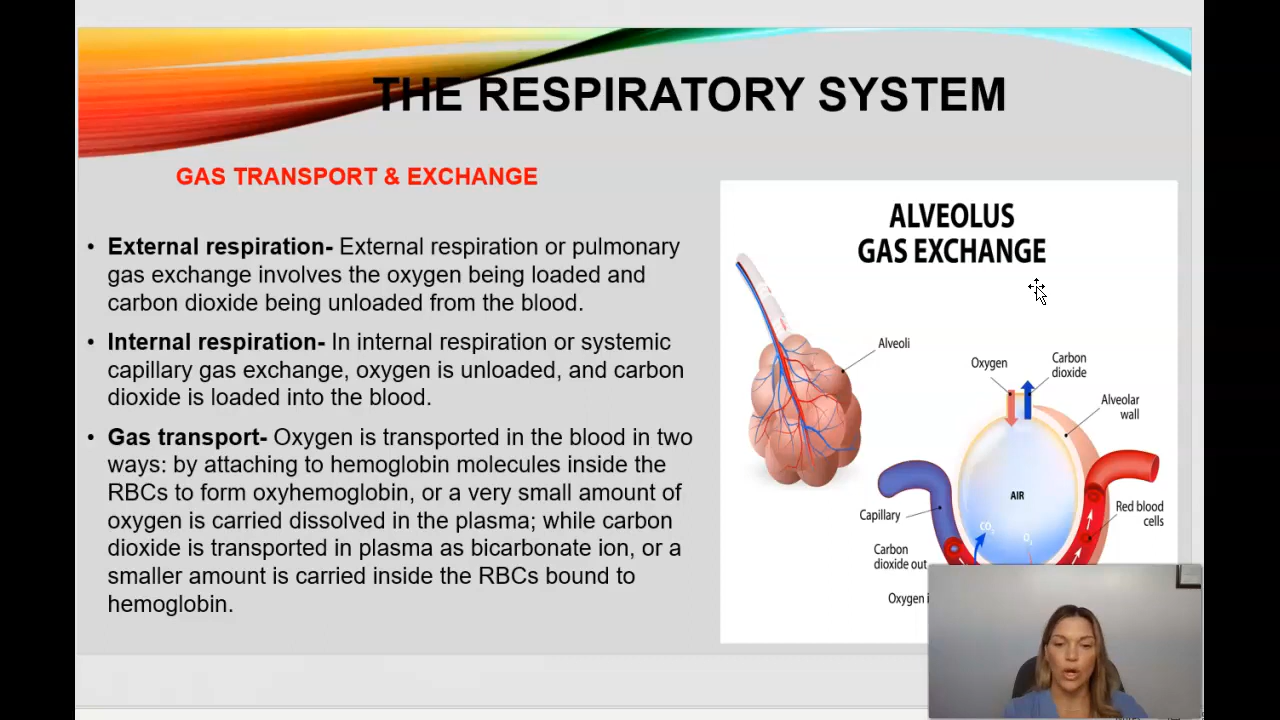 THE RESPIRATORY SYSTEM
GAS TRANSPORT & EXCHANGE
• External respiration- External respiration or pulmonary
gas exchange involves the oxygen being loaded and
carbon dioxide being unloaded from the blood.
• Internal respiration- In internal respiration or systemic
capillary gas exchange, oxygen is unloaded, and carbon
dioxide is loaded into the blood.
• Gas transport- Oxygen is transported in the blood in two
ways: by attaching to hemoglobin molecules inside the
RBCs to form oxyhemoglobin, or a very small amount of
oxygen is carried dissolved in the plasma; while carbon
dioxide is transported in plasma as bicarbonate ion, or a
smaller amount is carried inside the RBCs bound to
hemoglobin.
ALVEOLUS
GAS EXCHANGE
Alveoli
Oxygen
Carbon
dioxide
Alveolar
wall
AIR
Capillary
Red blood
cells
CO₂
O₂
Carbon
dioxide out
Oxygen